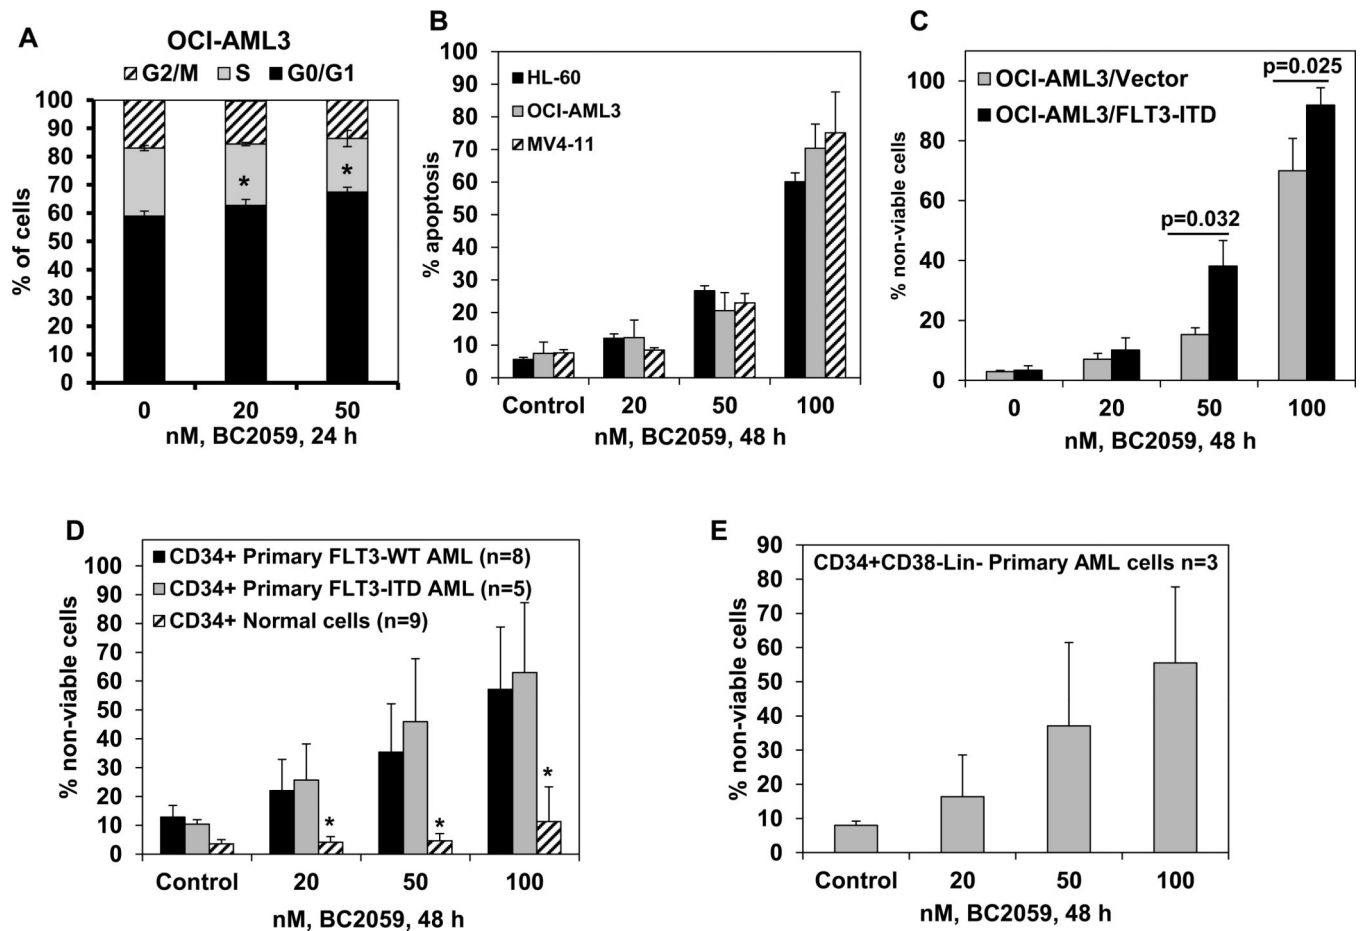 A
OCI-AML3
G2/M S G0/G1
% of cells
100
90
80
70
60
50
40
30
20
10
0
*
*
0 20 50
nM, BC2059, 24 h
B
% apoptosis
100
90
80
70
60
50
40
30
20
10
0
HL-60
OCI-AML3
MV4-11
Control 20 50 100
nM, BC2059, 48 h
C
% non-viable cells
100
80
60
40
20
0
OCI-AML3/Vector
OCI-AML3/FLT3-ITD
p=0.025
p=0.032
0 20 50 100
nM, BC2059, 48 h
D
% non-viable cells
100
90
80
70
60
50
40
30
20
10
0
CD34+ Primary FLT3-WT AML (n=8)
CD34+ Primary FLT3-ITD AML (n=5)
CD34+ Normal cells (n=9)
*
*
*
Control 20 50 100
nM, BC2059, 48 h
E
% non-viable cells
90
80
70
60
50
40
30
20
10
0
CD34+CD38-Lin- Primary AML cells n=3
Control 20 50 100
nM, BC2059, 48 h